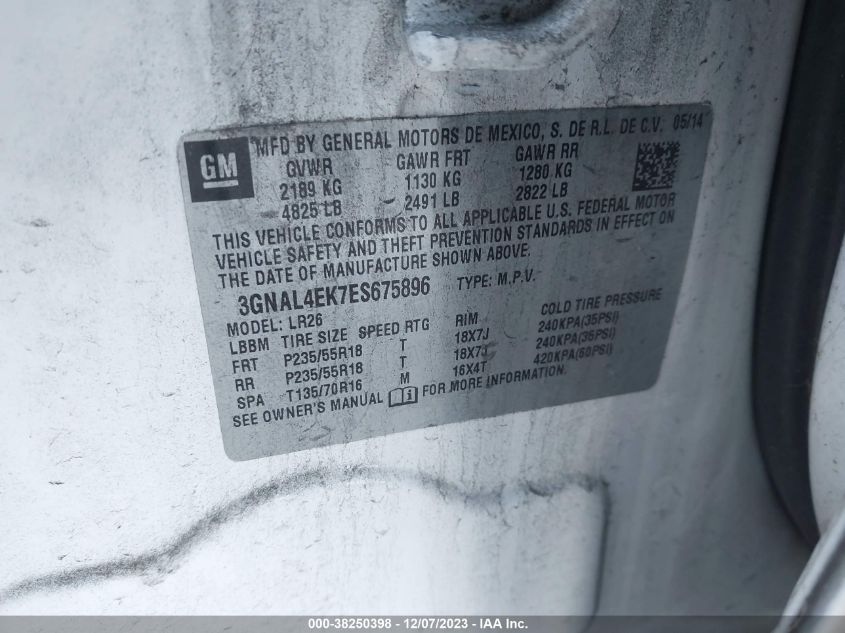 GM
MFD BY GENERAL MOTORS DE MEXICO, S. DE R.L. DE C.V. 05/14
GVWR GAWR FRT GAWR RR
2189 KG 1130 KG 1280 KG
4825 LB 2491 LB 2822 LB
THIS VEHICLE CONFORMS TO ALL APPLICABLE U.S. FEDERAL MOTOR
VEHICLE SAFETY AND THEFT PREVENTION STANDARDS IN EFFECT ON
THE DATE OF MANUFACTURE SHOWN ABOVE.
3GNAL4EK7ES675896 TYPE: M.P.V.
MODEL: LR26
LBBM TIRE SIZE SPEED RTG RIM COLD TIRE PRESSURE
FRT P235/55R18 T 18X7J 240KPA(35PSI)
RR P235/55R18 T 18X7J 240KPA(35PSI)
SPA T135/70R16 M 16X4T 420KPA(60PSI)
SEE OWNER'S MANUAL FOR MORE INFORMATION.
000-38250398 - 12/07/2023 - IAA Inc.